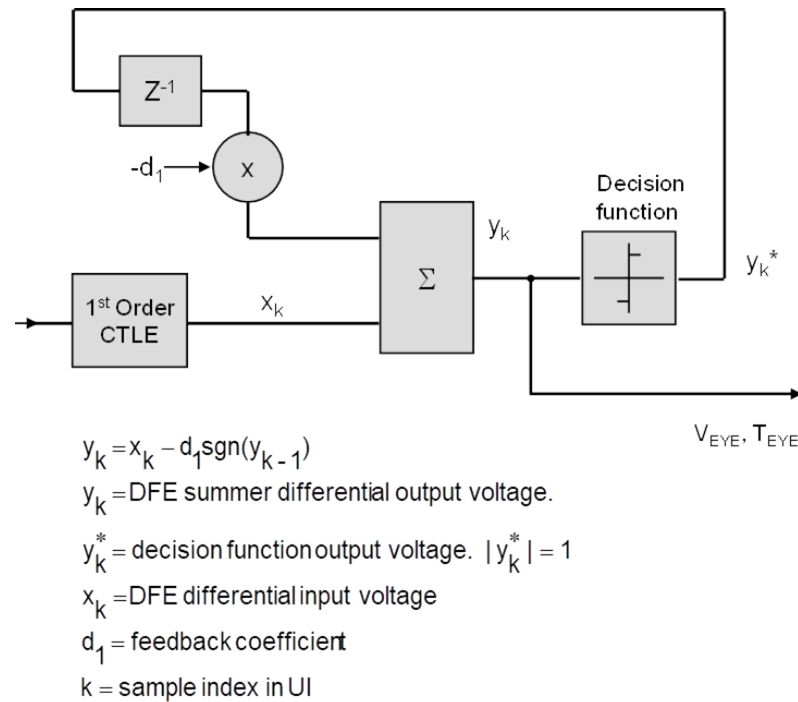 Z-1
-d1
x
Decision
function
yk
Σ
yk*
1st Order
CTLE
xk
VEYE, TEYE
yk = xk – d1sgn(yk - 1)
yk = DFE summer differential output voltage.
yk* = decision function output voltage. | yk* | = 1
xk = DFE differential input voltage
d1 = feedback coefficient
k = sample index in UI